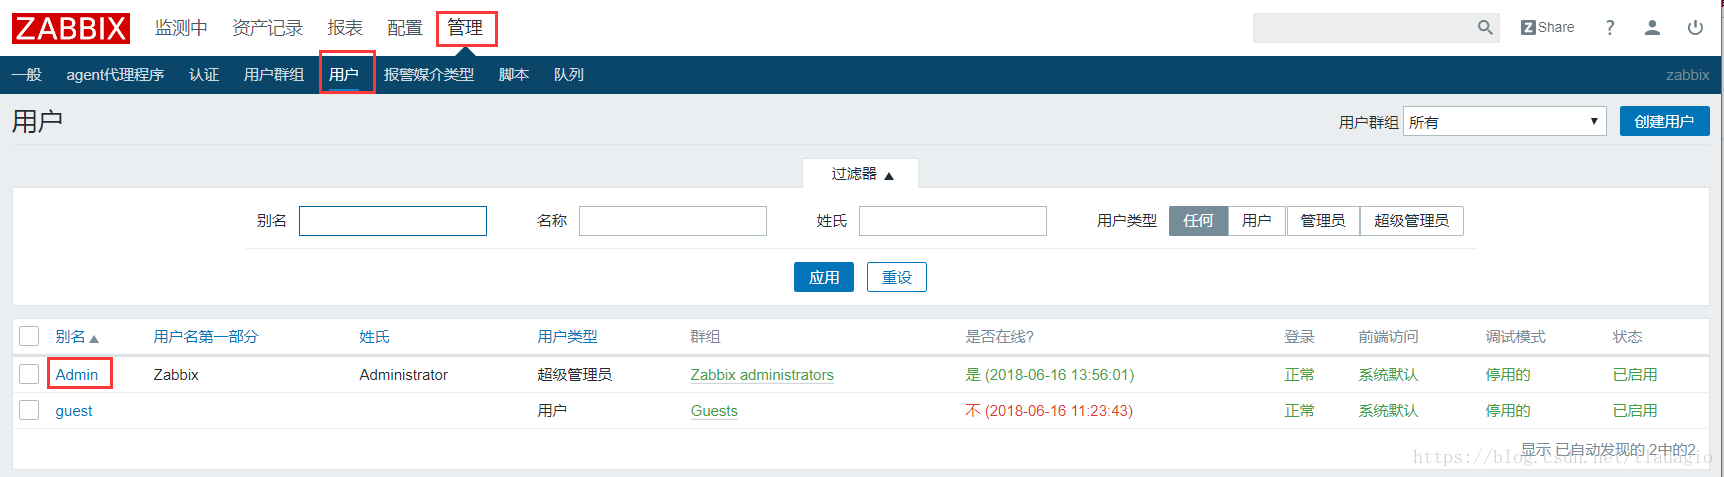 ZABBIX 监测中 资产记录 报表 配置 管理 Z Share ?
一般 agent代理程序 认证 用户群组 用户 报警媒介类型 脚本 队列 zabbix
用户 用户群组 所有 创建用户
过滤器
别名 名称 姓氏 用户类型 任何 用户 管理员 超级管理员
应用 重设
别名 用户名第一部分 姓氏 用户类型 群组 是否在线? 登录 前端访问 调试模式 状态
Admin Zabbix Administrator 超级管理员 Zabbix administrators 是 (2018-06-16 13:56:01) 正常 系统默认 停用的 已启用
guest 用户 Guests 不 (2018-06-16 11:23:43) 正常 系统默认 停用的 已启用
显示 已自动发现的 2中的2
https://blog.csdn.net/tladagio